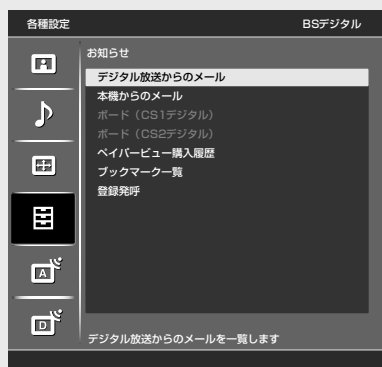 各種設定 BSデジタル
お知らせ
デジタル放送からのメール
本機からのメール
ボード（CS1デジタル）
ボード（CS2デジタル）
ペイパービュー購入履歴
ブックマーク一覧
登録発呼
A
D
デジタル放送からのメールを一覧します